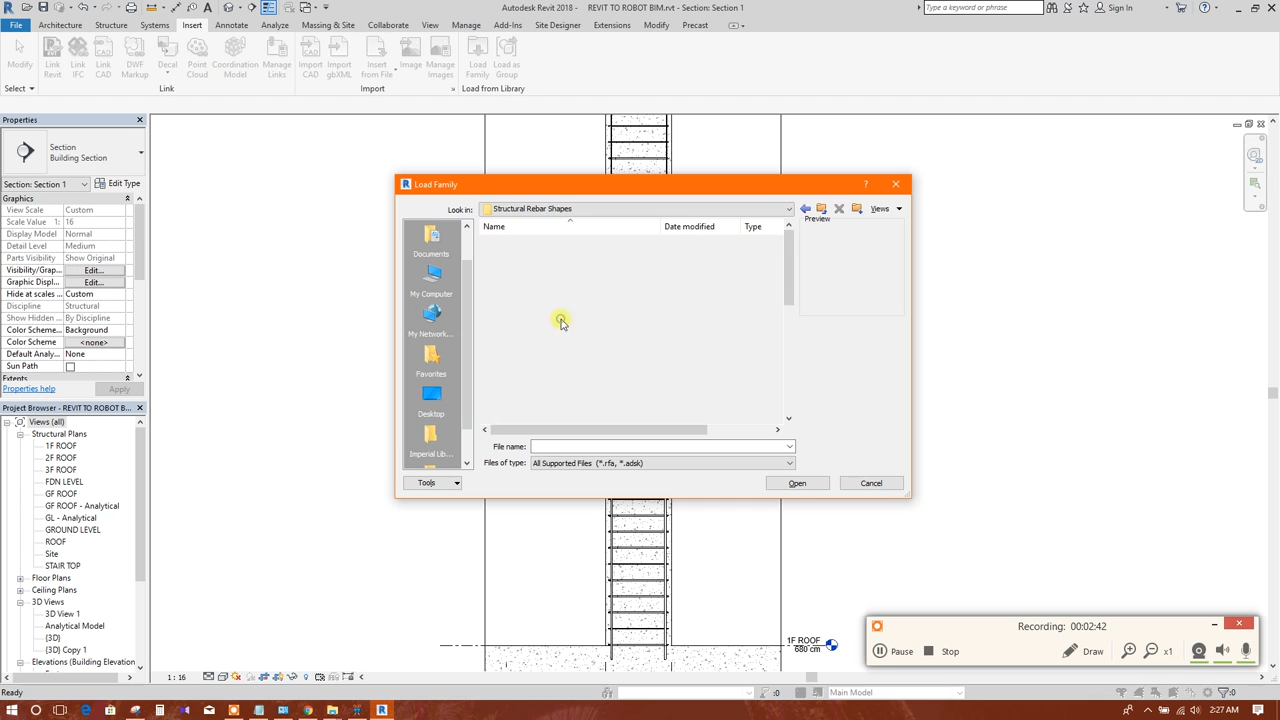 Autodesk Revit 2018 - REVIT TO ROBOT BIM.rvt - Section: Section 1
Type a keyword or phrase
Sign In
File Architecture Structure Systems Insert Annotate Analyze Massing & Site Collaborate View Manage Add-Ins Site Designer Extensions Modify Precast
Modify
Link Revit
Link IFC
Link CAD
DWF Markup
Decal
Point Cloud
Coordination Model
Manage Links
Import CAD
Import gbXML
Insert from File
Image
Manage Images
Load Family
Load as Group
Select
Link
Import
Load from Library
Properties
Building Section
Section: Section 1
Edit Type
Graphics
View Scale Custom
Scale Value 1: 16
Display Model Normal
Detail Level Medium
Parts Visibility Show Original
Visibility/Grap... Edit...
Graphic Displ... Edit...
Hide at scales ... Custom
Discipline Structural
Show Hidden ... By Discipline
Color Scheme... Background
Color Scheme <none>
Default Analy... None
Sun Path
Extents
Properties help
Apply
Project Browser - REVIT TO ROBOT BI...
Views (all)
Structural Plans
1F ROOF
2F ROOF
3F ROOF
FDN LEVEL
GF ROOF
GF ROOF - Analytical
GL - Analytical
GROUND LEVEL
ROOF
Site
STAIR TOP
Floor Plans
Ceiling Plans
3D Views
3D View 1
Analytical Model
{3D}
{3D} Copy 1
Elevations (Building Elevation
Load Family
Look in:
Structural Rebar Shapes
Views
Name
Date modified
Type
Preview
Documents
My Computer
My Network...
Favorites
Desktop
Imperial Lib...
File name:
Files of type:
All Supported Files (*.rfa, *.adsk)
Tools
Open
Cancel
1F ROOF
680 cm
Recording: 00:02:42
Pause
Stop
Draw
x1
1 : 16
Ready
:0
Main Model
:0
2:27 AM